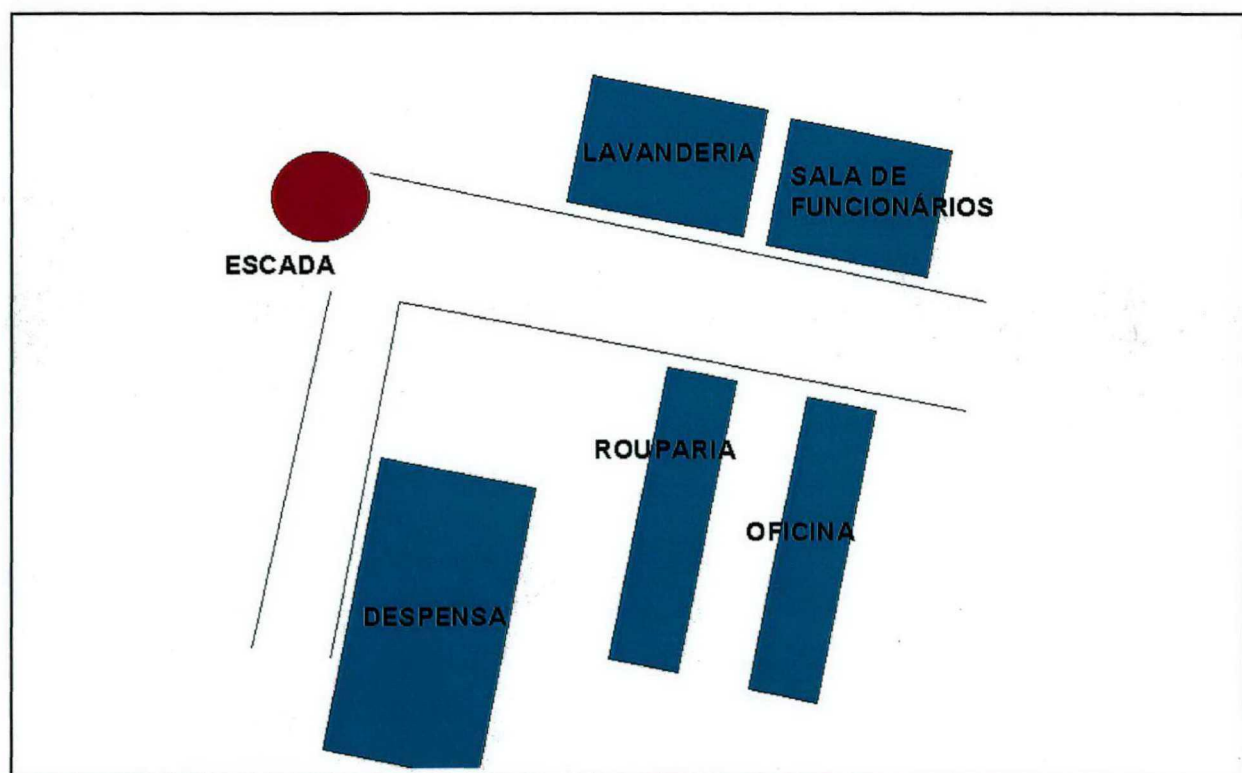 LAVANDERIA
SALA DE
FUNCIONÁRIOS
ESCADA
ROUPARIA
OFICINA
DESPENSA